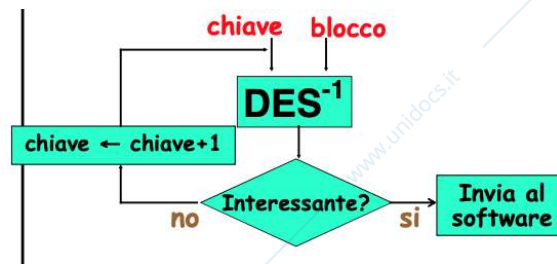 chiave blocco
DES-1
chiave ← chiave+1
Interessante?
no
si
Invia al
software
www.unidocs.it